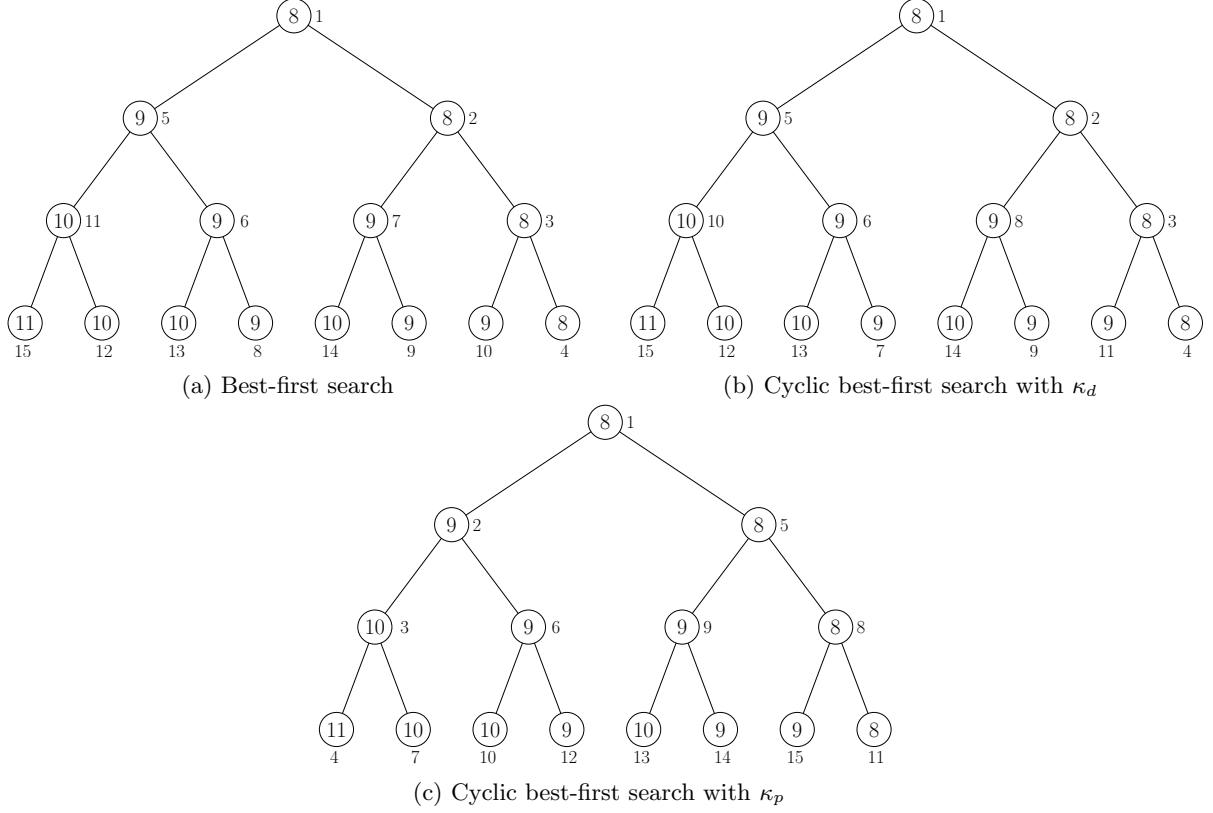 8 1 8 1
9 5 8 2 9 5 8 2
10 11 9 6 9 7 8 3 10 10 9 6 9 8 8 3
11 10 10 9 10 9 9 8 11 10 10 9 10 9 9 8
15 12 13 8 14 9 10 4 15 12 13 7 14 9 11 4
(a) Best-first search (b) Cyclic best-first search with κd
8 1
9 2 8 5
10 3 9 6 9 9 8 8
11 10 10 9 10 9 9 8
4 7 10 12 13 14 15 11
(c) Cyclic best-first search with κp